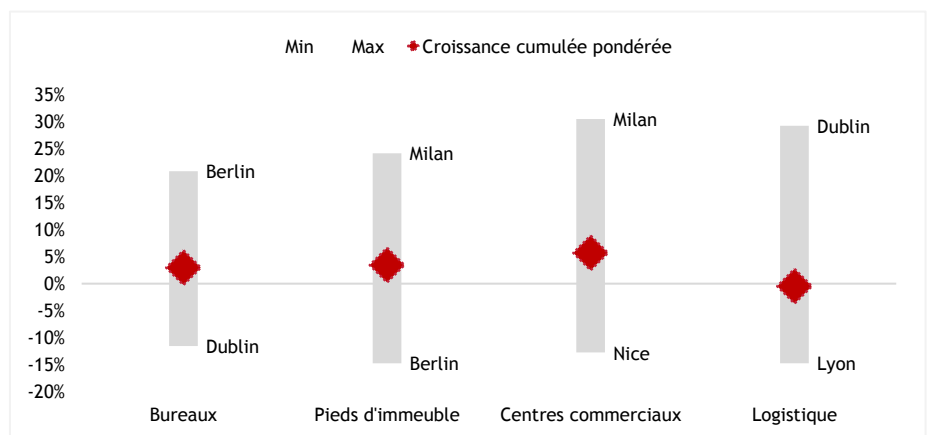 Min Max Croissance cumulée pondérée
35%
30%
25%
20%
15%
10%
5%
0%
-5%
-10%
-15%
-20%
Berlin
Dublin
Milan
Berlin
Milan
Nice
Dublin
Lyon
Bureaux Pieds d'immeuble Centres commerciaux Logistique